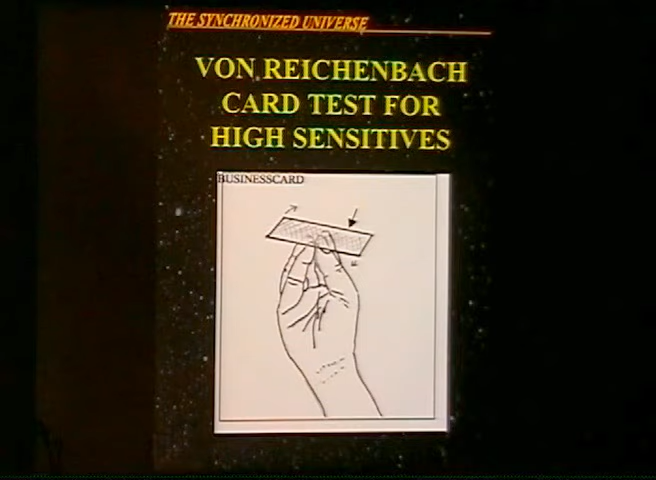 THE SYNCHRONIZED UNIVERSE
VON REICHENBACH
CARD TEST FOR
HIGH SENSITIVES
BUSINESSCARD